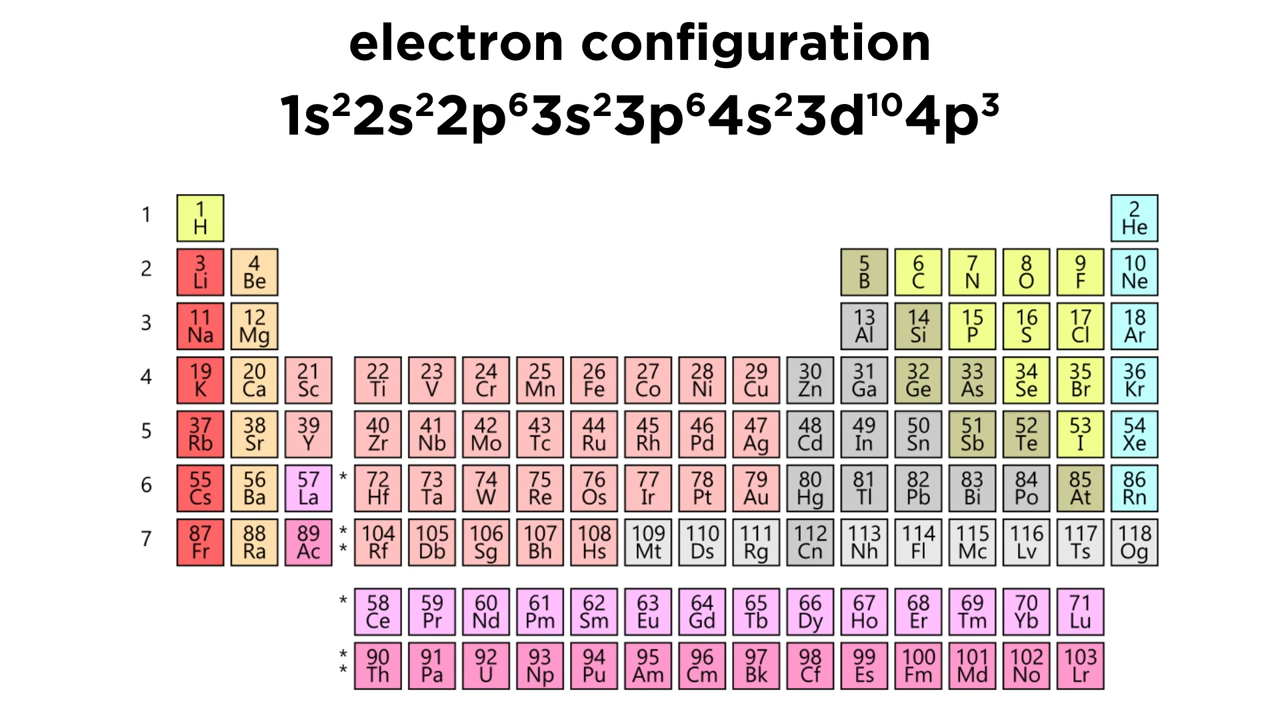 electron configuration
1s²2s²2p⁶3s²3p⁶4s²3d¹⁰4p³
1 1 2
H He
2 3 4 5 6 7 8 9 10
Li Be B C N O F Ne
3 11 12 13 14 15 16 17 18
Na Mg Al Si P S Cl Ar
4 19 20 21 22 23 24 25 26 27 28 29 30 31 32 33 34 35 36
K Ca Sc Ti V Cr Mn Fe Co Ni Cu Zn Ga Ge As Se Br Kr
5 37 38 39 40 41 42 43 44 45 46 47 48 49 50 51 52 53 54
Rb Sr Y Zr Nb Mo Tc Ru Rh Pd Ag Cd In Sn Sb Te I Xe
6 55 56 57 * 72 73 74 75 76 77 78 79 80 81 82 83 84 85 86
Cs Ba La Hf Ta W Re Os Ir Pt Au Hg Tl Pb Bi Po At Rn
7 87 88 89 * 104 105 106 107 108 109 110 111 112 113 114 115 116 117 118
Fr Ra Ac * Rf Db Sg Bh Hs Mt Ds Rg Cn Nh Fl Mc Lv Ts Og
* 58 59 60 61 62 63 64 65 66 67 68 69 70 71
Ce Pr Nd Pm Sm Eu Gd Tb Dy Ho Er Tm Yb Lu
* 90 91 92 93 94 95 96 97 98 99 100 101 102 103
* Th Pa U Np Pu Am Cm Bk Cf Es Fm Md No Lr